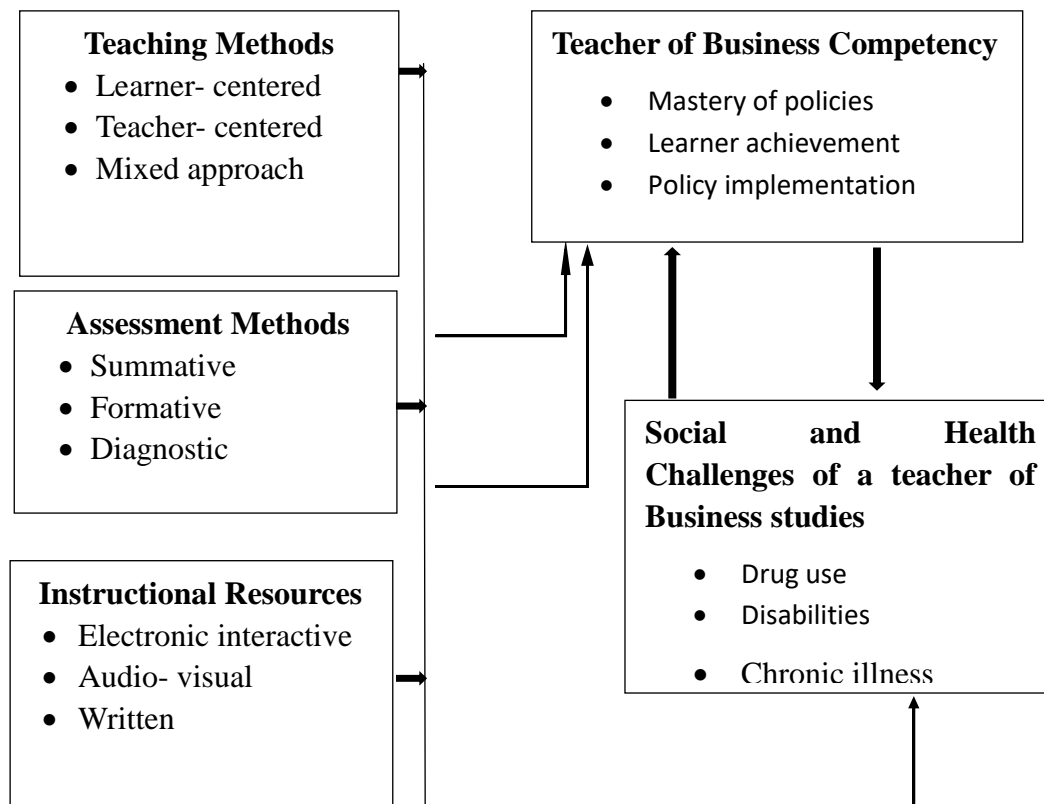 Teaching Methods
• Learner- centered
• Teacher- centered
• Mixed approach
Assessment Methods
• Summative
• Formative
• Diagnostic
Instructional Resources
• Electronic interactive
• Audio- visual
• Written
Teacher of Business Competency
• Mastery of policies
• Learner achievement
• Policy implementation
Social and Health
Challenges of a teacher of
Business studies
• Drug use
• Disabilities
• Chronic illness